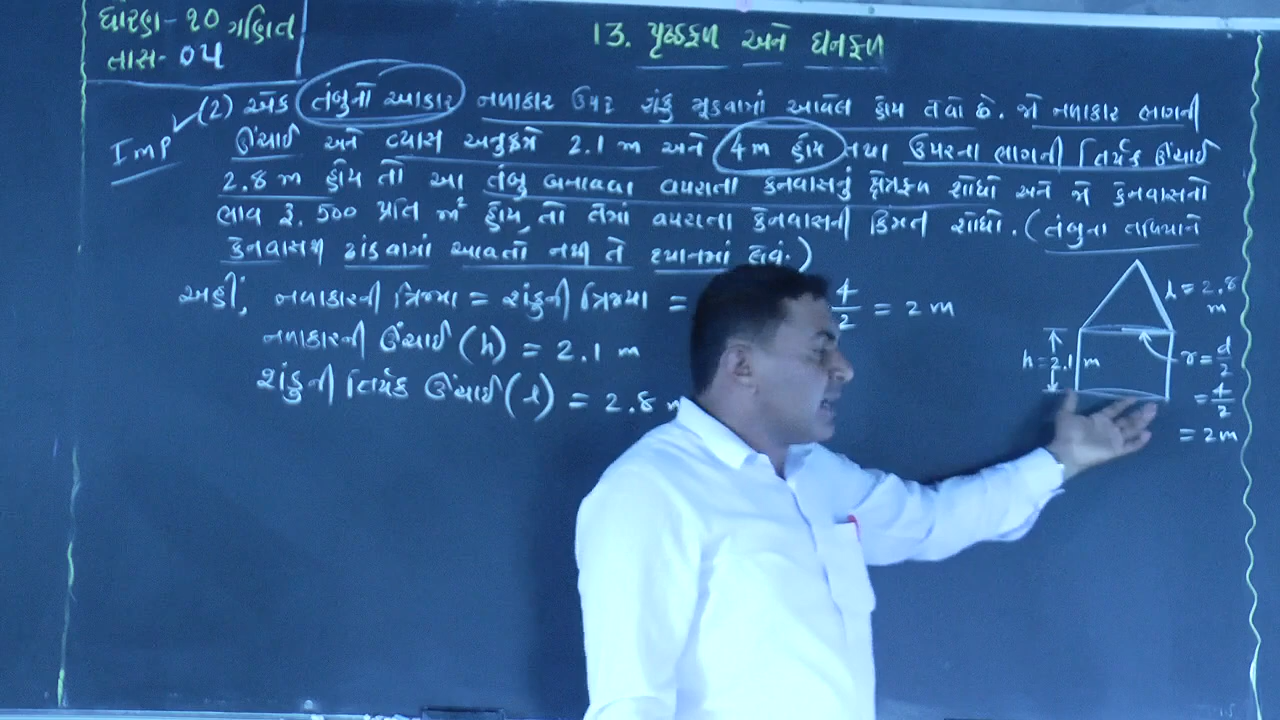 ધોરણ- ૧૦ ગણિત
તાસ- ૦૫
13. પૃષ્ઠફળ અને ઘનફળ
Imp
(2) એક તંબુનો આકાર નળાકાર ઉપર શંકુ મૂકવામાં આવેલ હોય તેવો છે. જો નળાકાર ભાગની
ઊંચાઈ અને વ્યાસ અનુક્રમે 2.1 m અને 4 m હોય તથા ઉપરના ભાગની તિર્યક ઊંચાઈ
2.8 m હોય તો આ તંબુ બનાવવા વપરાતા કેનવાસનું ક્ષેત્રફળ શોધો અને જો કેનવાસનો
ભાવ રૂ. 500 પ્રતિ m² હોય, તો તેમાં વપરાતા કેનવાસની કિંમત શોધો. (તંબુના તળિયાને
કેનવાસથી ઢાંકવામાં આવતો નથી તે ધ્યાનમાં લેવું.)
અહીં, નળાકારની ત્રિજ્યા = શંકુની ત્રિજ્યા = 4/2 = 2 m
નળાકારની ઊંચાઈ (h) = 2.1 m
શંકુની તિર્યક ઊંચાઈ (l) = 2.8 m
l = 2.8 m
h = 2.1 m
r = d/2
= 4/2
= 2m